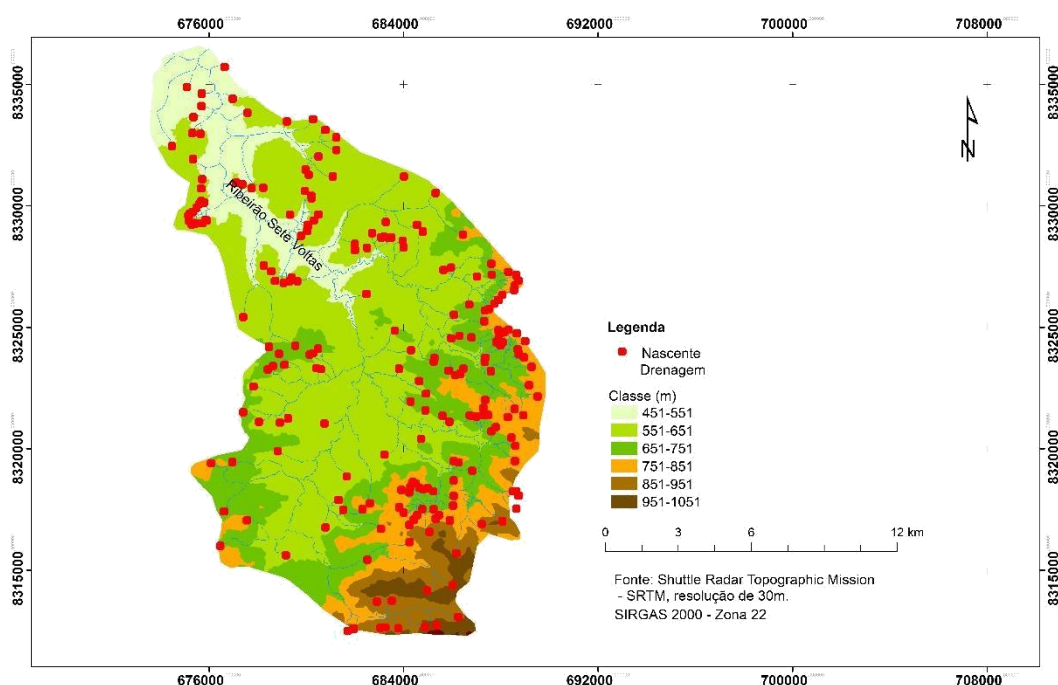 676000 684000 692000 700000 708000
8335000 8335000
N
8330000 Ribeirão Sete Voltas 8330000
8325000 8325000
Legenda
Nascente
Drenagem
Classe (m)
451-551
551-651
651-751
751-851
851-951
951-1051
8320000 8320000
0 3 6 9 12 km
8315000 8315000
Fonte: Shuttle Radar Topographic Mission
- SRTM, resolução de 30m.
SIRGAS 2000 - Zona 22
676000 684000 692000 700000 708000